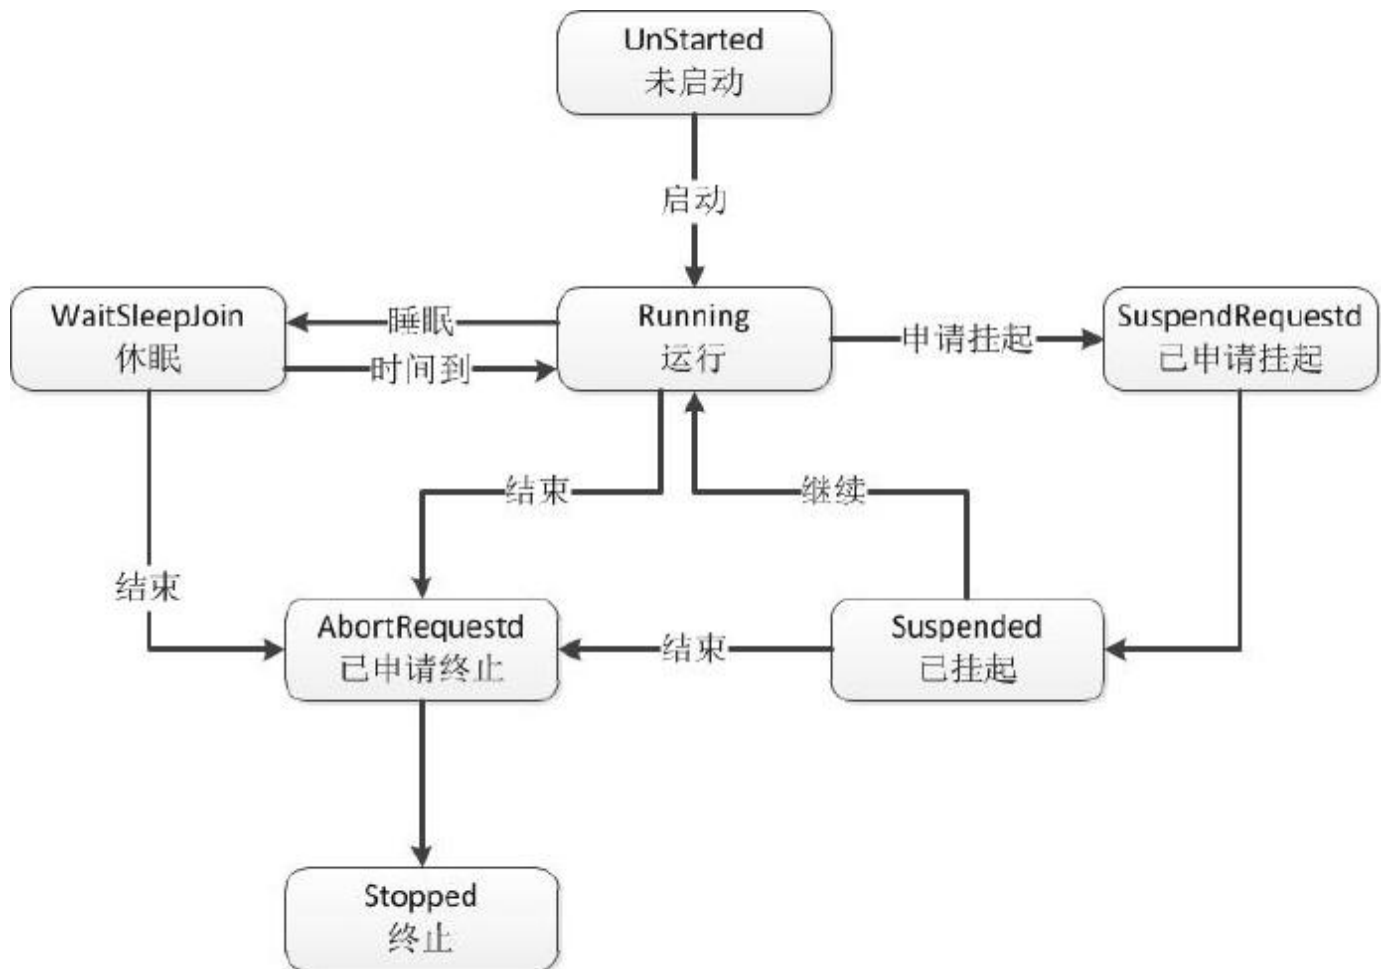 UnStarted
未启动
启动
WaitSleepJoin
休眠
睡眠
时间到
Running
运行
申请挂起
SuspendRequestd
已申请挂起
结束
继续
结束
AbortRequestd
已申请终止
结束
Suspended
已挂起
Stopped
终止